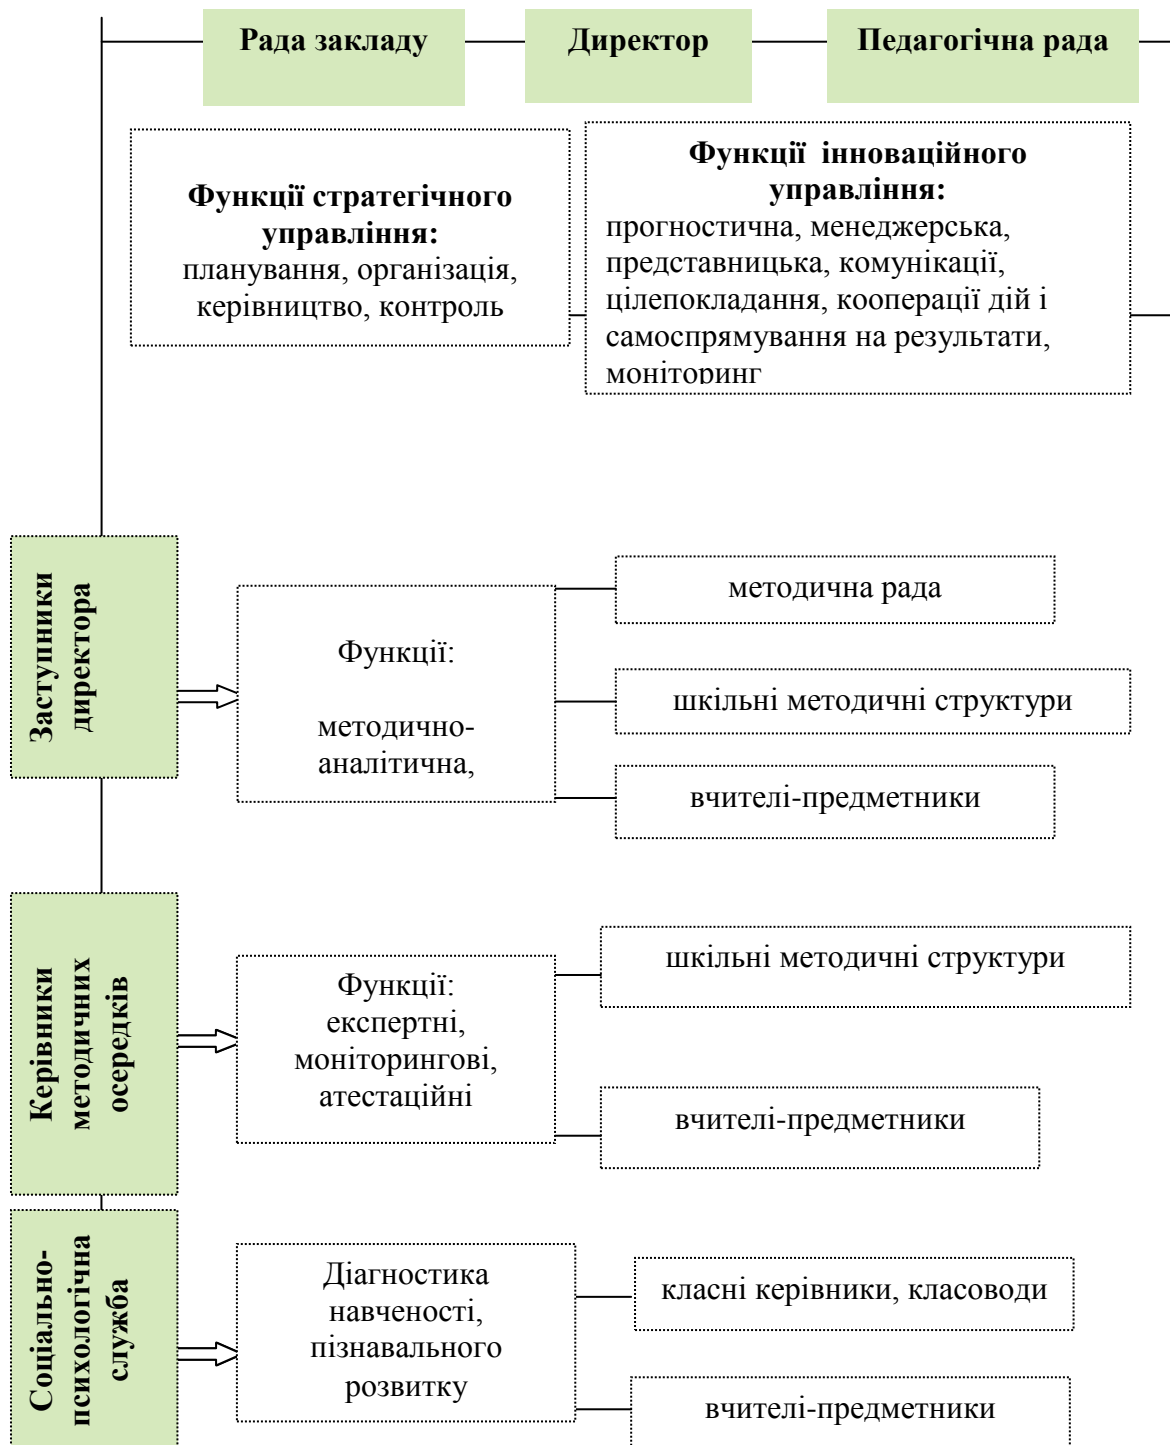 Рада закладу
Директор
Педагогічна рада
Функції стратегічного
управління:
планування, організація,
керівництво, контроль
Функції інноваційного
управління:
прогностична, менеджерська,
представницька, комунікації,
цілепокладання, кооперації дій і
самоспрямування на результати,
моніторинг
Заступники
директора
Функції:
методично-
аналітична,
методична рада
шкільні методичні структури
вчителі-предметники
Керівники
методичних
осередків
Функції:
експертні,
моніторингові,
атестаційні
шкільні методичні структури
вчителі-предметники
Соціально-
психологічна
служба
Діагностика
навченості,
пізнавального
розвитку
класні керівники, класоводи
вчителі-предметники